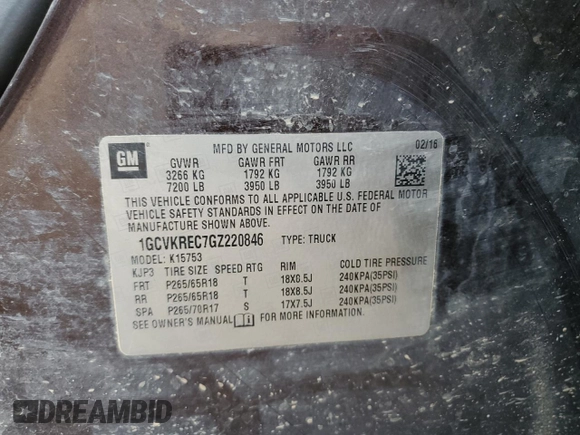 MFD BY GENERAL MOTORS LLC 02/16
GM
GVWR GAWR FRT GAWR RR
3266 KG 1792 KG 1792 KG
7200 LB 3950 LB 3950 LB
THIS VEHICLE CONFORMS TO ALL APPLICABLE U.S. FEDERAL MOTOR
VEHICLE SAFETY STANDARDS IN EFFECT ON THE DATE OF
MANUFACTURE SHOWN ABOVE.
1GCVKREC7GZ220846 TYPE: TRUCK
MODEL: K15753
KJP3 TIRE SIZE SPEED RTG RIM COLD TIRE PRESSURE
FRT P265/65R18 T 18X8.5J 240KPA(35PSI)
RR P265/65R18 T 18X8.5J 240KPA(35PSI)
SPA P265/70R17 S 17X7.5J 240KPA(35PSI)
SEE OWNER'S MANUAL FOR MORE INFORMATION.
DREAMBID